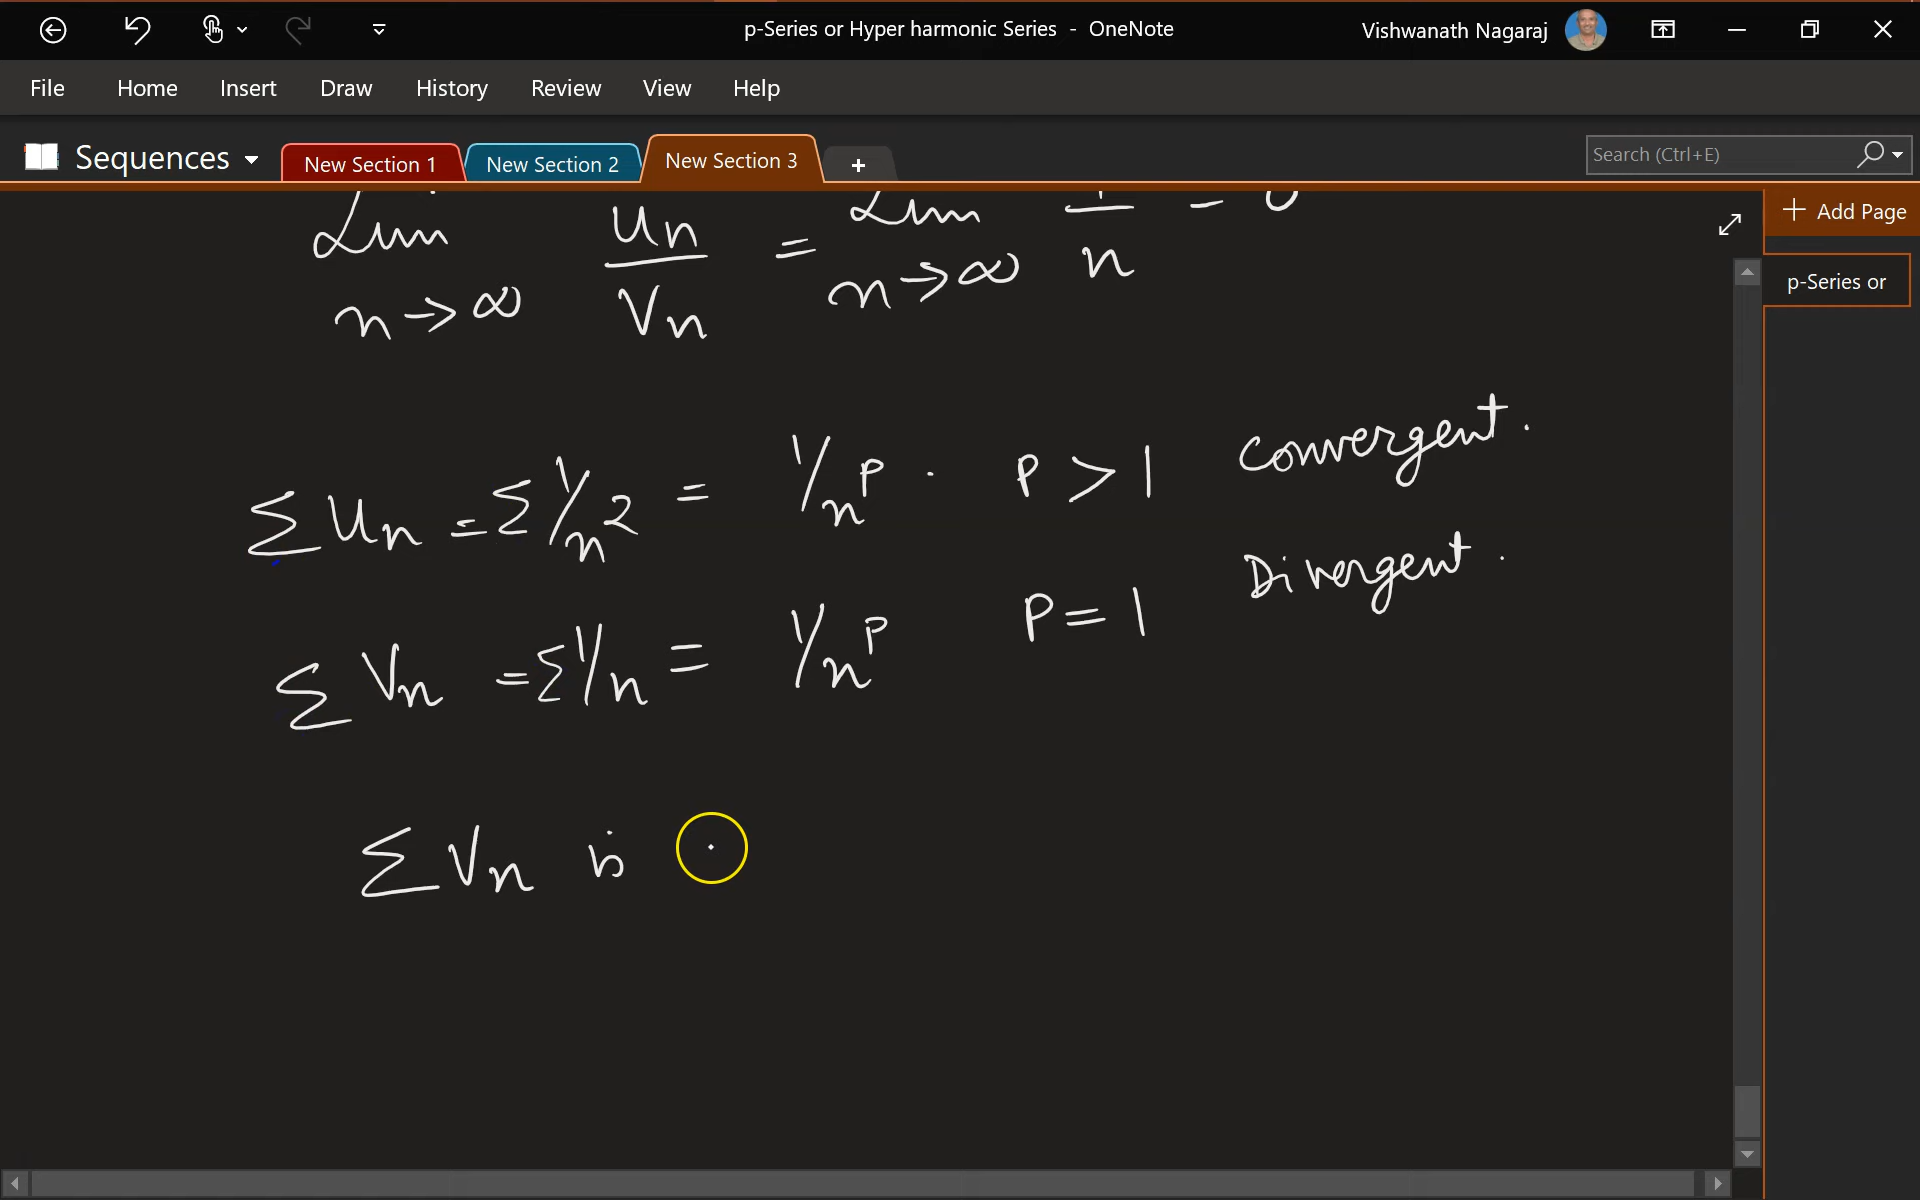 p-Series or Hyper harmonic Series - OneNote
Vishwanath Nagaraj
File Home Insert Draw History Review View Help
Sequences New Section 1 New Section 2 New Section 3 +
Search (Ctrl+E)
+ Add Page
p-Series or
Lim n→∞ Un/Vn = Lim n→∞ 1/n = 0
Σ Un = Σ 1/n² = 1/n^p . P > 1 Convergent.
Σ Vn = Σ 1/n = 1/n^p P = 1 Divergent.
Σ Vn is